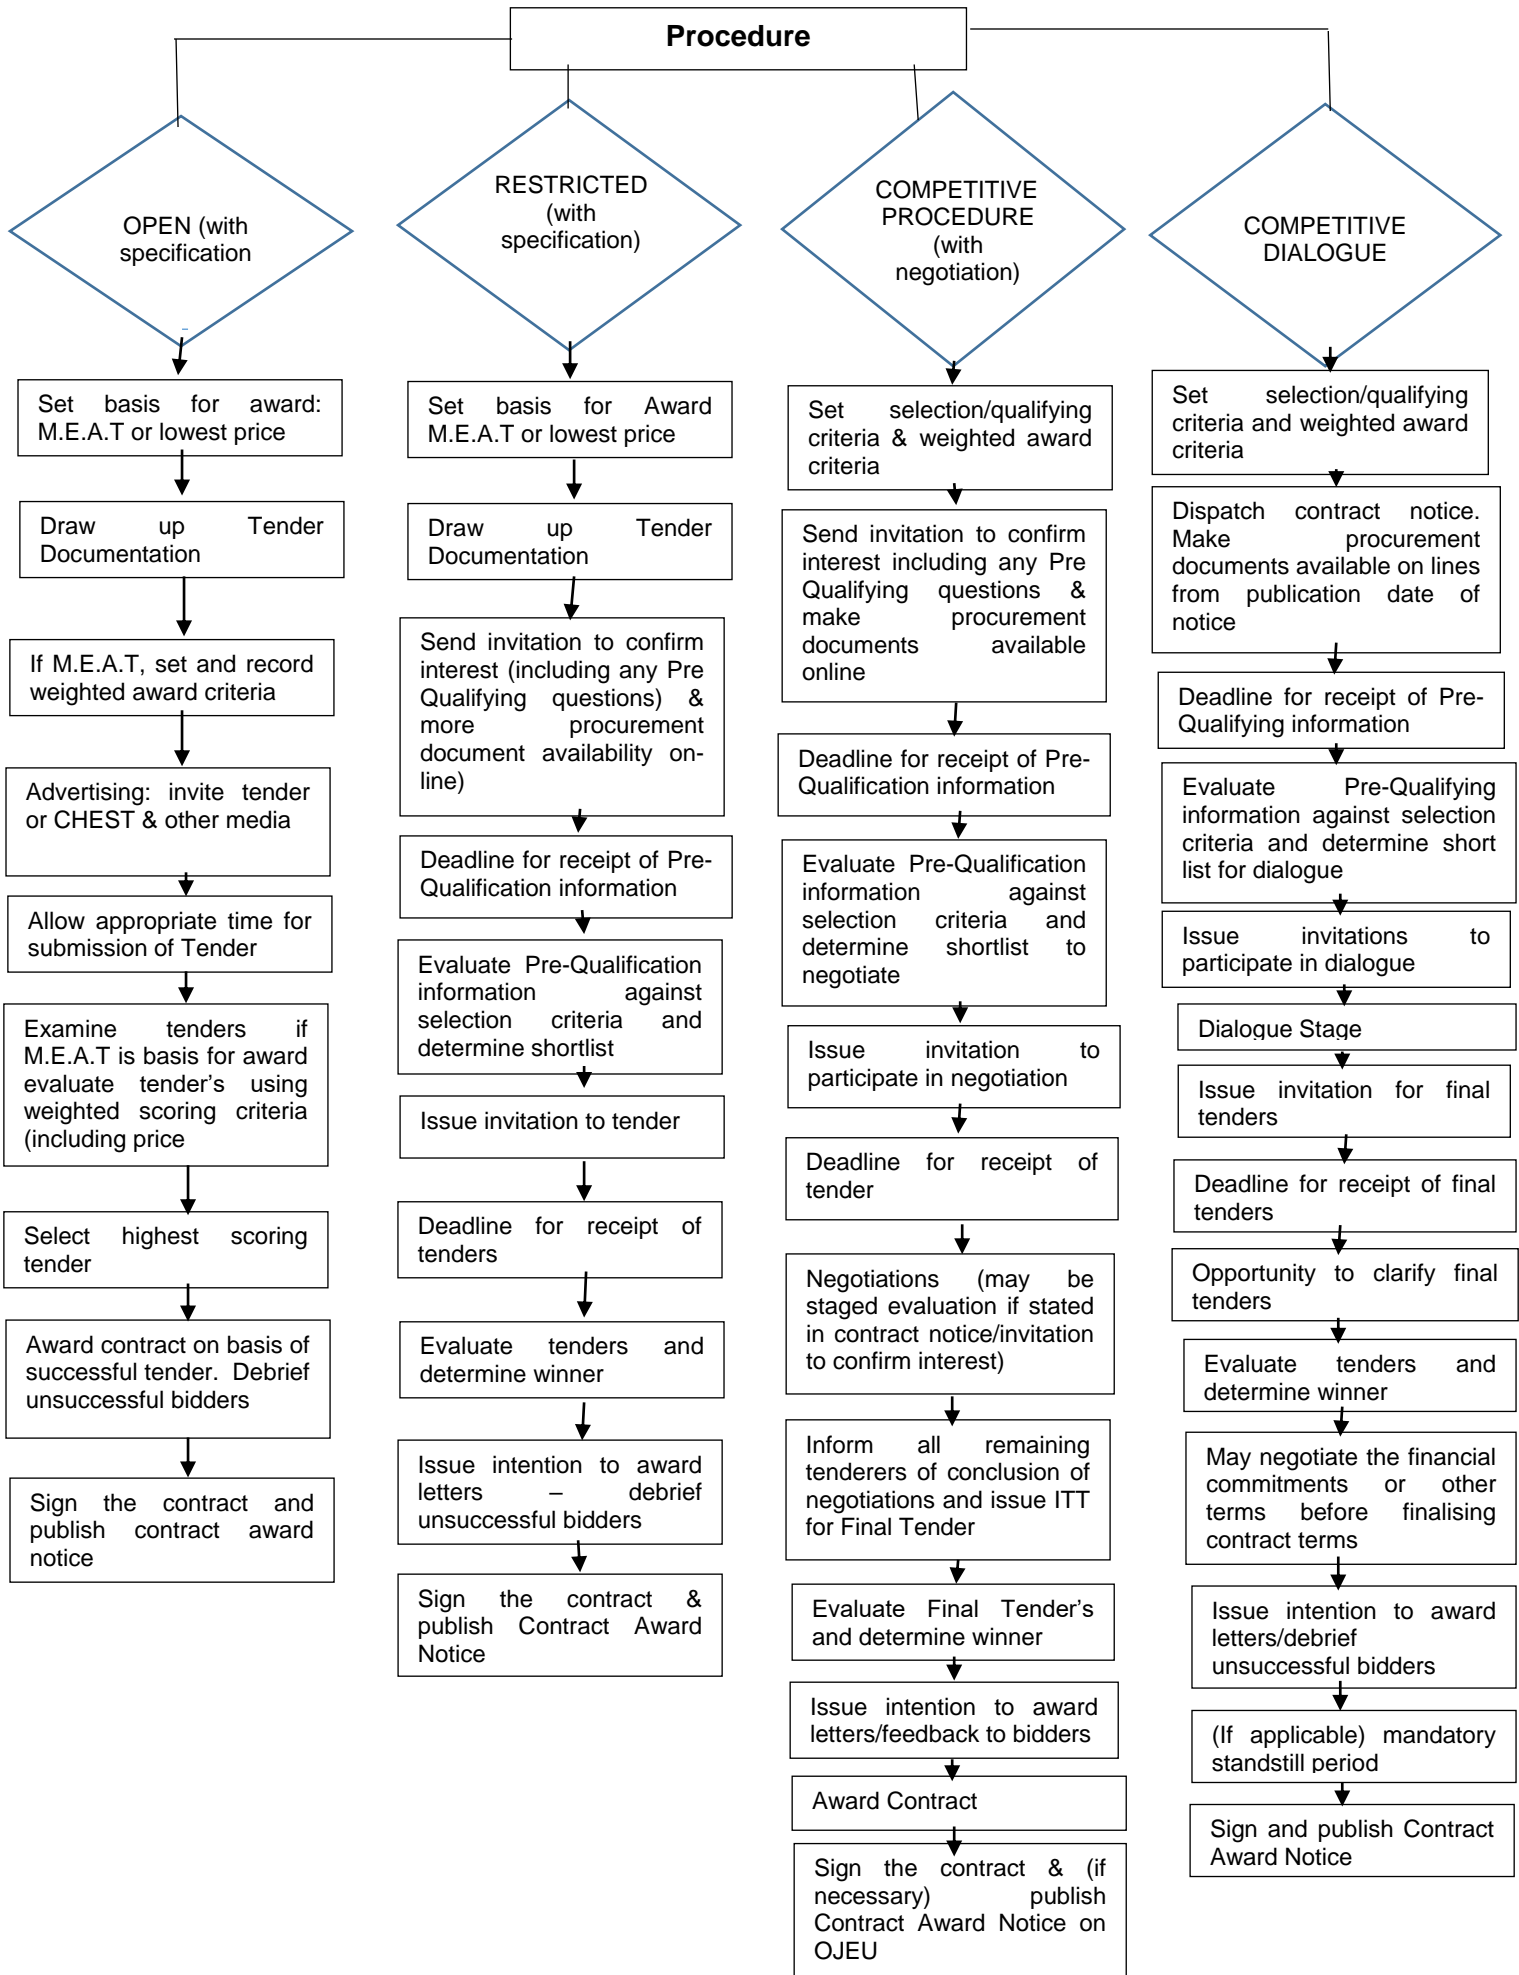 Procedure
OPEN (with
specification
Set basis for award:
M.E.A.T or lowest price
Draw up Tender
Documentation
If M.E.A.T, set and record
weighted award criteria
Advertising: invite tender
or CHEST & other media
Allow appropriate time for
submission of Tender
Examine tenders if
M.E.A.T is basis for award
evaluate tender's using
weighted scoring criteria
(including price
Select highest scoring
tender
Award contract on basis of
successful tender. Debrief
unsuccessful bidders
Sign the contract and
publish contract award
notice
RESTRICTED
(with
specification)
Set basis for Award
M.E.A.T or lowest price
Draw up Tender
Documentation
Send invitation to confirm
interest (including any Pre
Qualifying questions) &
more procurement
document availability on-
line)
Deadline for receipt of Pre-
Qualification information
Evaluate Pre-Qualification
information against
selection criteria and
determine shortlist
Issue invitation to tender
Deadline for receipt of
tenders
Evaluate tenders and
determine winner
Issue intention to award
letters – debrief
unsuccessful bidders
Sign the contract &
publish Contract Award
Notice
COMPETITIVE
PROCEDURE
(with
negotiation)
Set selection/qualifying
criteria & weighted award
criteria
Send invitation to confirm
interest including any Pre
Qualifying questions &
make procurement
documents available
online
Deadline for receipt of Pre-
Qualification information
Evaluate Pre-Qualification
information against
selection criteria and
determine shortlist to
negotiate
Issue invitation to
participate in negotiation
Deadline for receipt of
tender
Negotiations (may be
staged evaluation if stated
in contract notice/invitation
to confirm interest)
Inform all remaining
tenderers of conclusion of
negotiations and issue ITT
for Final Tender
Evaluate Final Tender's
and determine winner
Issue intention to award
letters/feedback to bidders
Award Contract
Sign the contract & (if
necessary) publish
Contract Award Notice on
OJEU
COMPETITIVE
DIALOGUE
Set selection/qualifying
criteria and weighted award
criteria
Dispatch contract notice.
Make procurement
documents available on lines
from publication date of
notice
Deadline for receipt of Pre-
Qualifying information
Evaluate Pre-Qualifying
information against selection
criteria and determine short
list for dialogue
Issue invitations to
participate in dialogue
Dialogue Stage
Issue invitation for final
tenders
Deadline for receipt of final
tenders
Opportunity to clarify final
tenders
Evaluate tenders and
determine winner
May negotiate the financial
commitments or other
terms before finalising
contract terms
Issue intention to award
letters/debrief
unsuccessful bidders
(If applicable) mandatory
standstill period
Sign and publish Contract
Award Notice